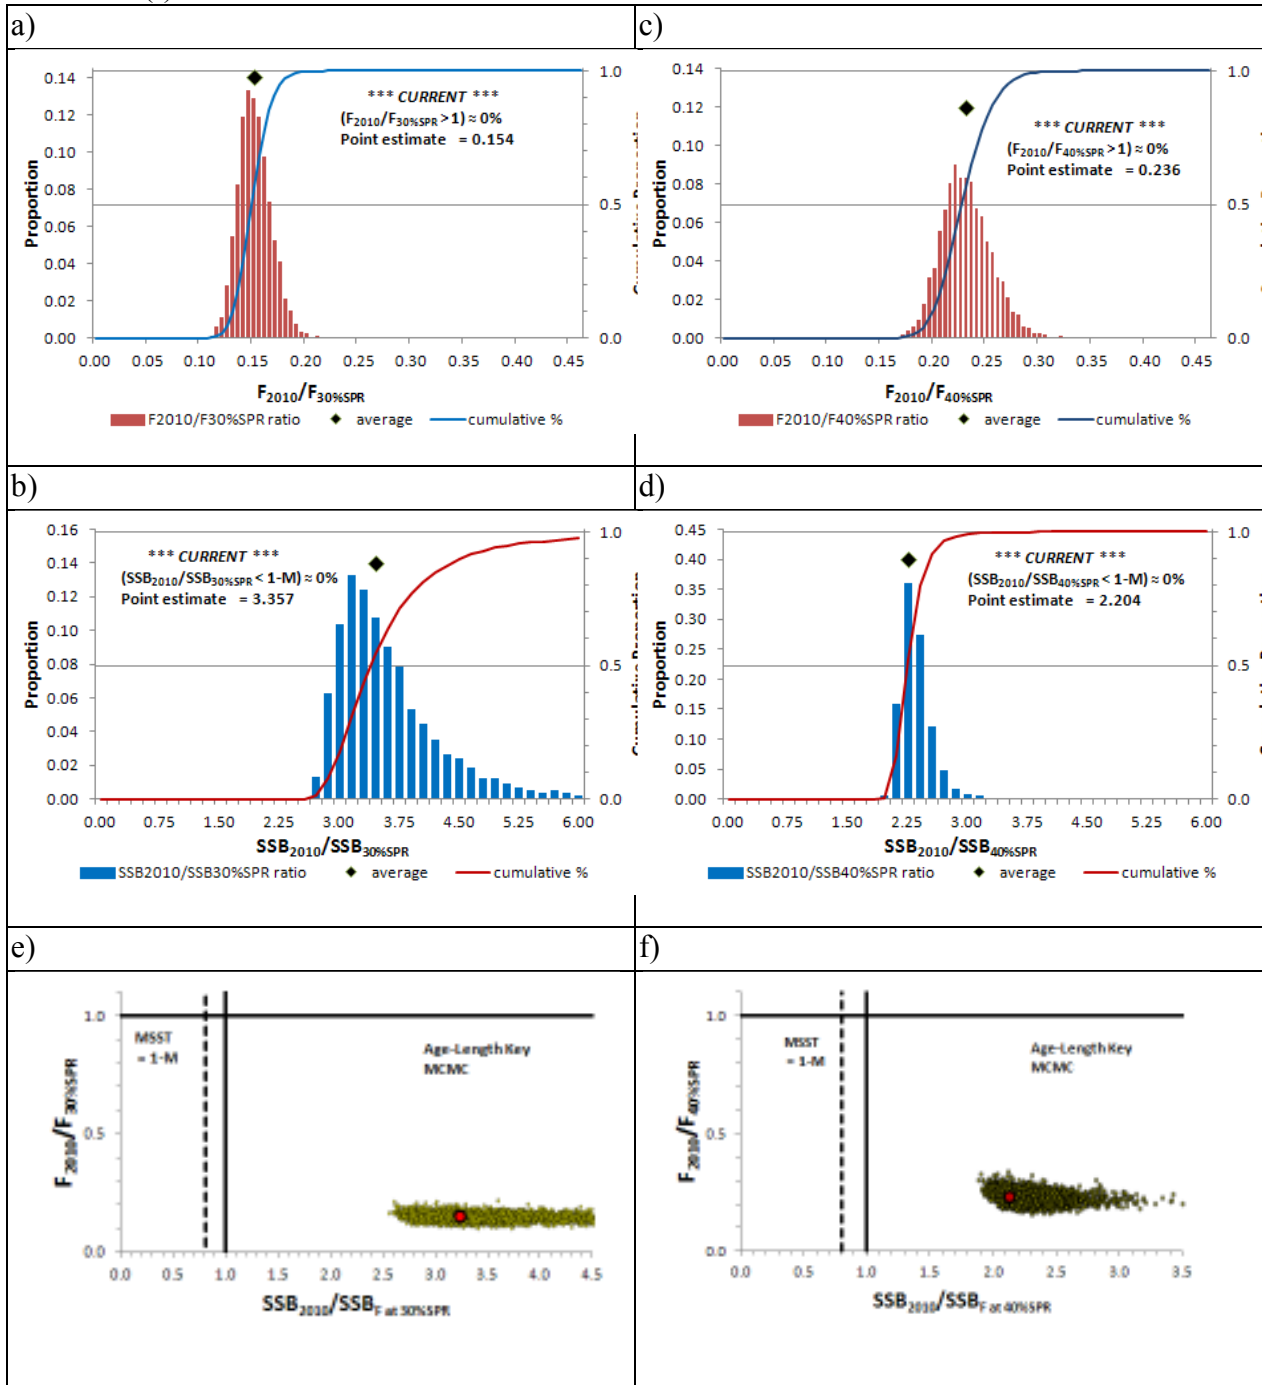 a)
c)
0.14
0.12
0.10
0.08
0.06
0.04
0.02
0.00
Proportion
*** CURRENT ***
(F2010/F30%SPR > 1) ≈ 0%
Point estimate = 0.154
1.0
0.5
0.0
0.00 0.05 0.10 0.15 0.20 0.25 0.30 0.35 0.40 0.45
F2010/F30%SPR
F2010/F30%SPR ratio average cumulative %
0.14
0.12
0.10
0.08
0.06
0.04
0.02
0.00
Proportion
*** CURRENT ***
(F2010/F40%SPR > 1) ≈ 0%
Point estimate = 0.236
1.0
0.5
0.0
0.00 0.05 0.10 0.15 0.20 0.25 0.30 0.35 0.40 0.45
F2010/F40%SPR
F2010/F40%SPR ratio average cumulative %
b)
d)
0.16
0.14
0.12
0.10
0.08
0.06
0.04
0.02
0.00
Proportion
*** CURRENT ***
(SSB2010/SSB30%SPR < 1-M) ≈ 0%
Point estimate = 3.357
1.0
0.5
0.0
Cumulative Proportion
0.00 0.75 1.50 2.25 3.00 3.75 4.50 5.25 6.00
SSB2010/SSB30%SPR
SSB2010/SSB30%SPR ratio average cumulative %
0.45
0.40
0.35
0.30
0.25
0.20
0.15
0.10
0.05
0.00
Proportion
*** CURRENT ***
(SSB2010/SSB40%SPR < 1-M) ≈ 0%
Point estimate = 2.204
1.0
0.5
0.0
0.00 0.75 1.50 2.25 3.00 3.75 4.50 5.25 6.00
SSB2010/SSB40%SPR
SSB2010/SSB40%SPR ratio average cumulative %
e)
f)
1.0
0.5
0.0
F2010/F30%SPR
MSST
= 1-M
Age-Length Key
MCMC
0.0 0.5 1.0 1.5 2.0 2.5 3.0 3.5 4.0 4.5
SSB2010/SSBF at 30%SPR
1.0
0.5
0.0
F2010/F40%SPR
MSST
= 1-M
Age-Length Key
MCMC
0.0 0.5 1.0 1.5 2.0 2.5 3.0 3.5
SSB2010/SSBF at 40%SPR